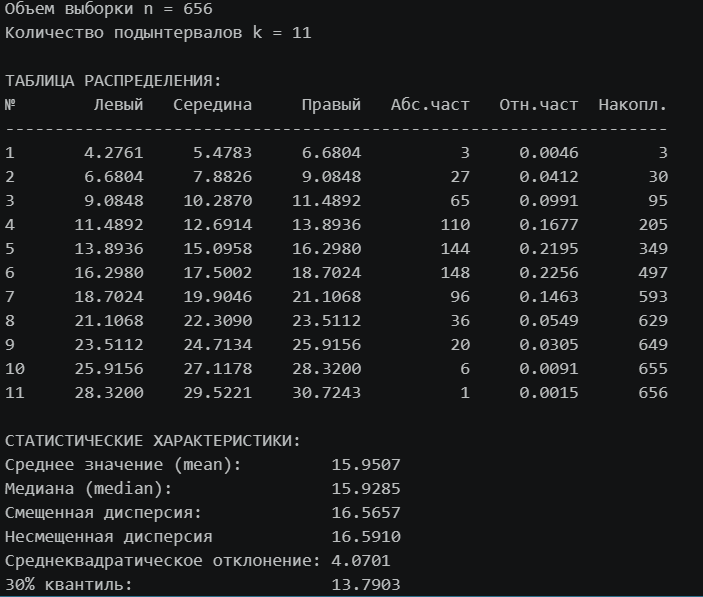 Объем выборки n = 656
Количество подынтервалов k = 11
ТАБЛИЦА РАСПРЕДЕЛЕНИЯ:
№ Левый Середина Правый Абс.част Отн.част Накопл.
-------------------------------------------------------------------
1 4.2761 5.4783 6.6804 3 0.0046 3
2 6.6804 7.8826 9.0848 27 0.0412 30
3 9.0848 10.2870 11.4892 65 0.0991 95
4 11.4892 12.6914 13.8936 110 0.1677 205
5 13.8936 15.0958 16.2980 144 0.2195 349
6 16.2980 17.5002 18.7024 148 0.2256 497
7 18.7024 19.9046 21.1068 96 0.1463 593
8 21.1068 22.3090 23.5112 36 0.0549 629
9 23.5112 24.7134 25.9156 20 0.0305 649
10 25.9156 27.1178 28.3200 6 0.0091 655
11 28.3200 29.5221 30.7243 1 0.0015 656
СТАТИСТИЧЕСКИЕ ХАРАКТЕРИСТИКИ:
Среднее значение (mean): 15.9507
Медиана (median): 15.9285
Смещенная дисперсия: 16.5657
Несмещенная дисперсия 16.5910
Среднеквадратическое отклонение: 4.0701
30% квантиль: 13.7903